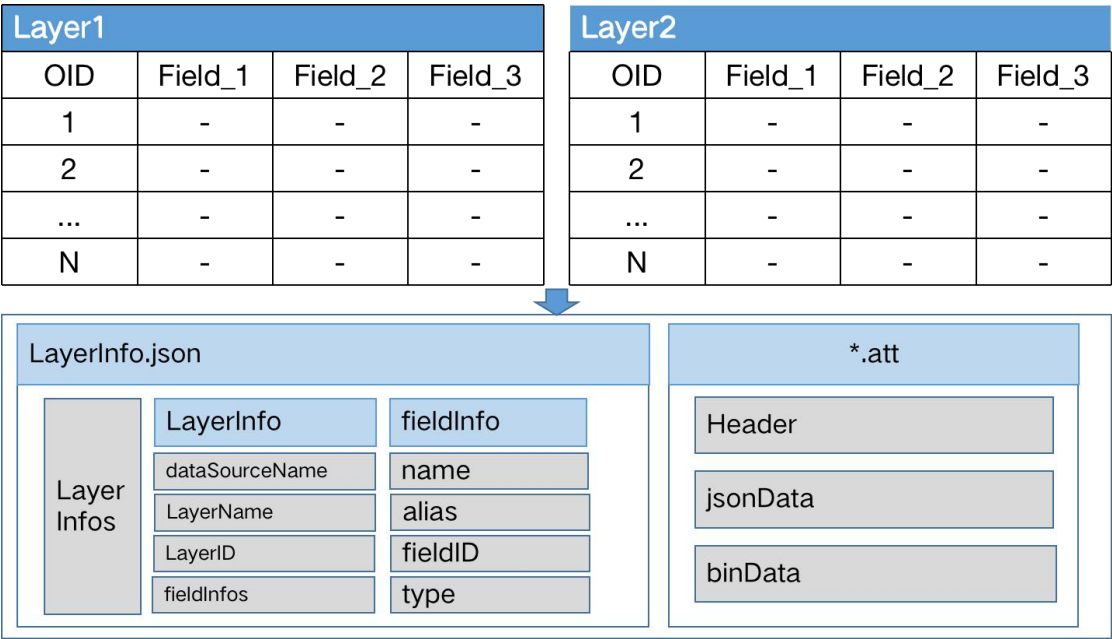 Layer1
OID Field_1 Field_2 Field_3
1 - - -
2 - - -
... - - -
N - - -
Layer2
OID Field_1 Field_2 Field_3
1 - - -
2 - - -
... - - -
N - - -
LayerInfo.json
Layer
Infos
LayerInfo
dataSourceName
LayerName
LayerID
fieldInfos
fieldInfo
name
alias
fieldID
type
*.att
Header
jsonData
binData